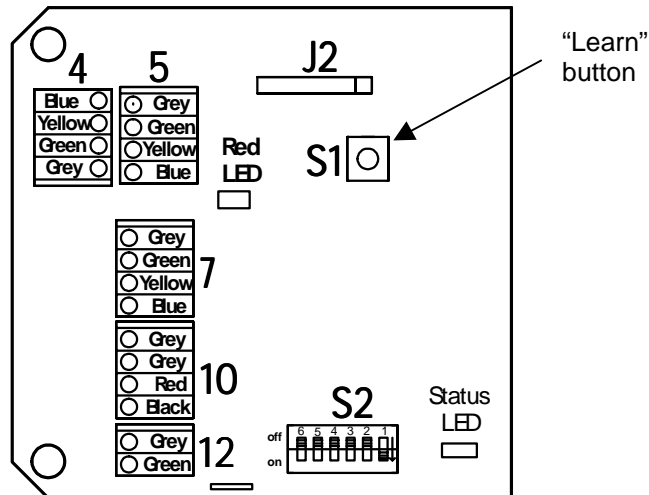 4
5
J2
“Learn”
button
Blue
Yellow
Green
Grey
Grey
Green
Yellow
Blue
Red
LED
S1
Grey
Green
Yellow
Blue
7
Grey
Grey
Red
Black
10
Grey
Green
12
S2
off
on
6 5 4 3 2 1
Status
LED